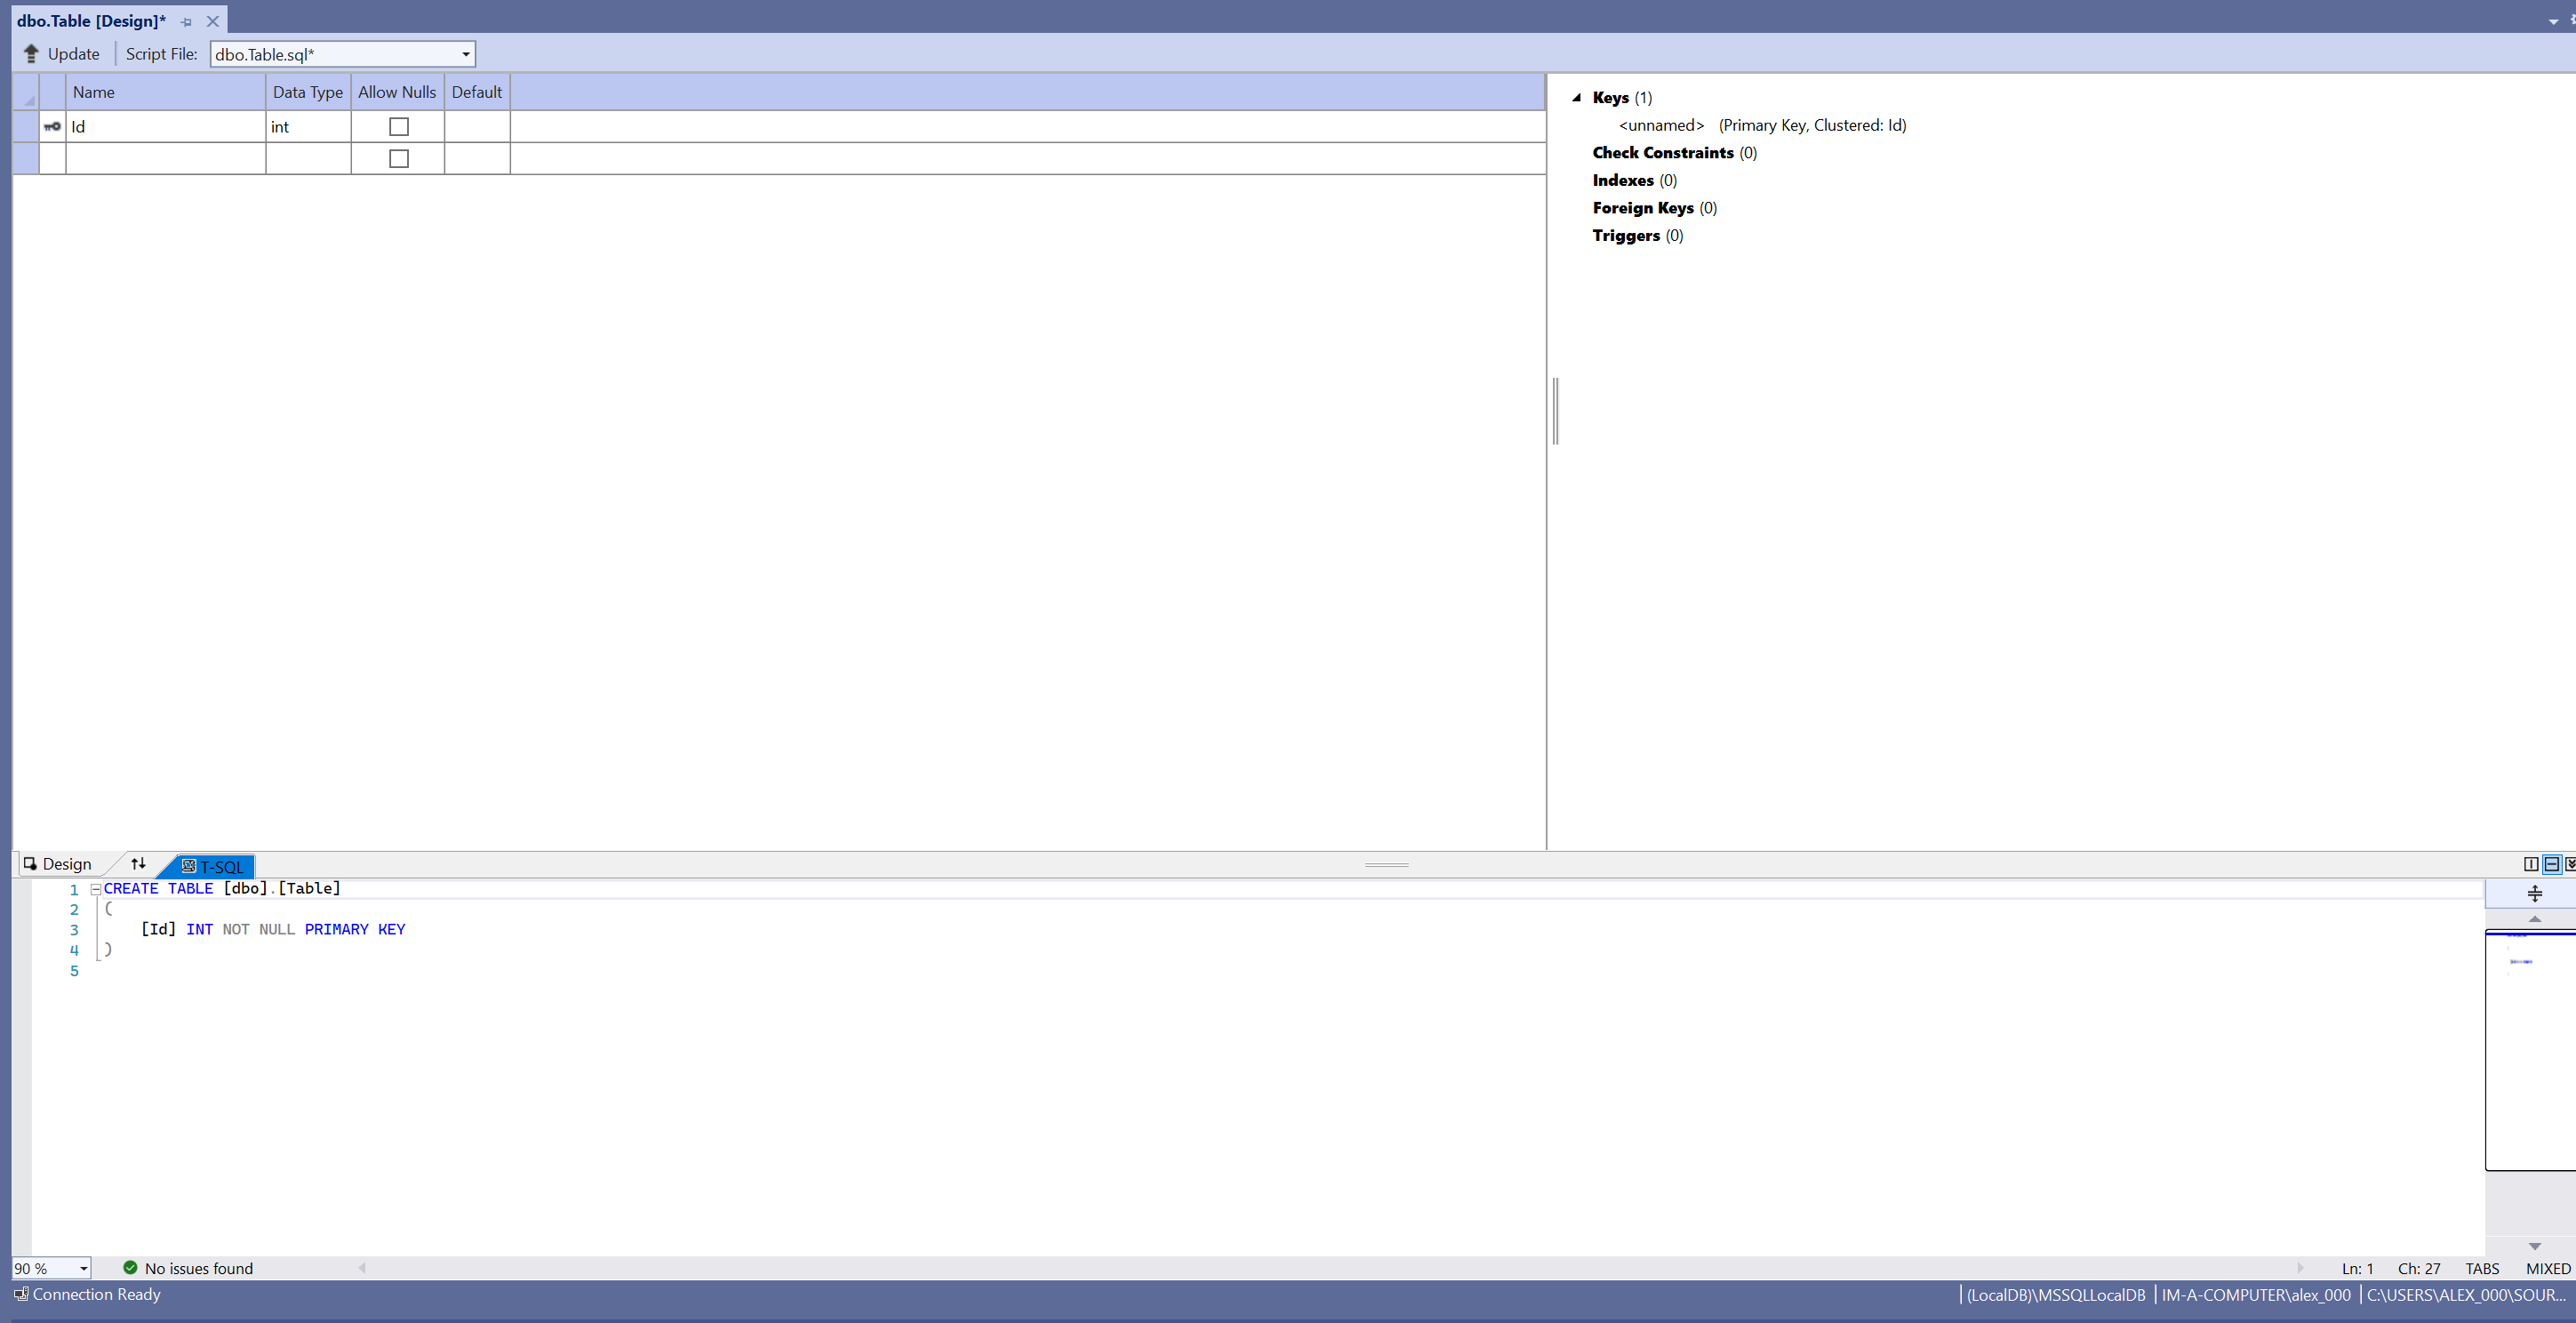 dbo.Table [Design]*
Update Script File: dbo.Table.sql*
Name Data Type Allow Nulls Default
Id int
Keys (1)
<unnamed> (Primary Key, Clustered: Id)
Check Constraints (0)
Indexes (0)
Foreign Keys (0)
Triggers (0)
Design T-SQL
1 CREATE TABLE [dbo].[Table]
2 (
3 [Id] INT NOT NULL PRIMARY KEY
4 )
5
90 % No issues found Ln: 1 Ch: 27 TABS MIXED
Connection Ready (LocalDB)\MSSQLLocalDB IM-A-COMPUTER\alex_000 C:\USERS\ALEX_000\SOUR...